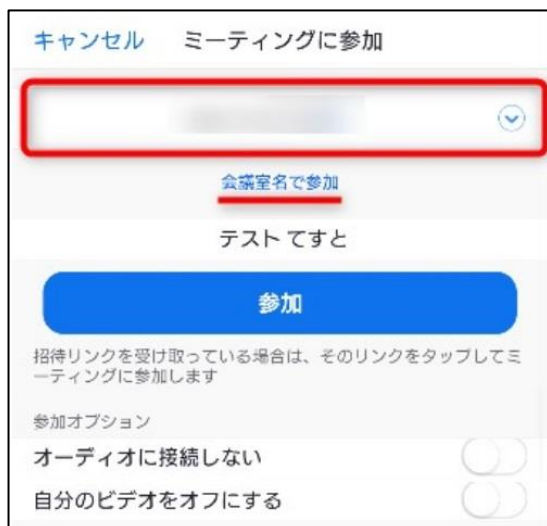 キャンセル ミーティングに参加
会議室名で参加
テスト てすと
参加
招待リンクを受け取っている場合は、そのリンクをタップしてミ
ーティングに参加します
参加オプション
オーディオに接続しない
自分のビデオをオフにする